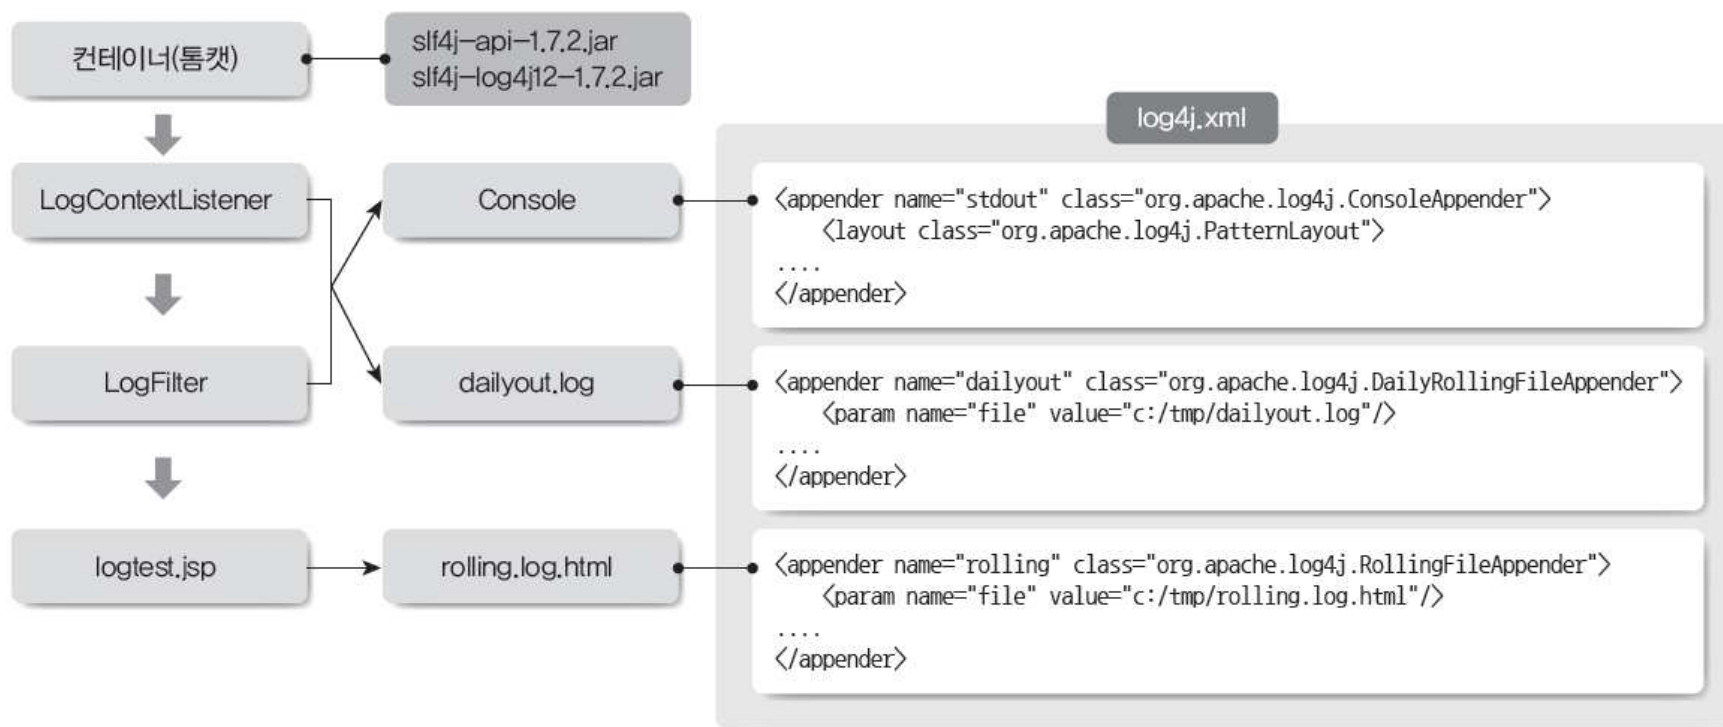 컨테이너(톰캣)
slf4j-api-1.7.2.jar
slf4j-log4j12-1.7.2.jar
log4j.xml
LogContextListener
Console
<appender name="stdout" class="org.apache.log4j.ConsoleAppender">
<layout class="org.apache.log4j.PatternLayout">
....
</appender>
LogFilter
dailyout.log
<appender name="dailyout" class="org.apache.log4j.DailyRollingFileAppender">
<param name="file" value="c:/tmp/dailyout.log"/>
....
</appender>
logtest.jsp
rolling.log.html
<appender name="rolling" class="org.apache.log4j.RollingFileAppender">
<param name="file" value="c:/tmp/rolling.log.html"/>
....
</appender>